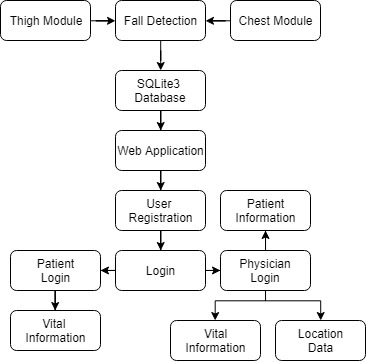 Thigh Module
Fall Detection
Chest Module
SQLite3
Database
Web Application
User
Registration
Patient
Information
Patient
Login
Login
Physician
Login
Vital
Information
Vital
Information
Location
Data